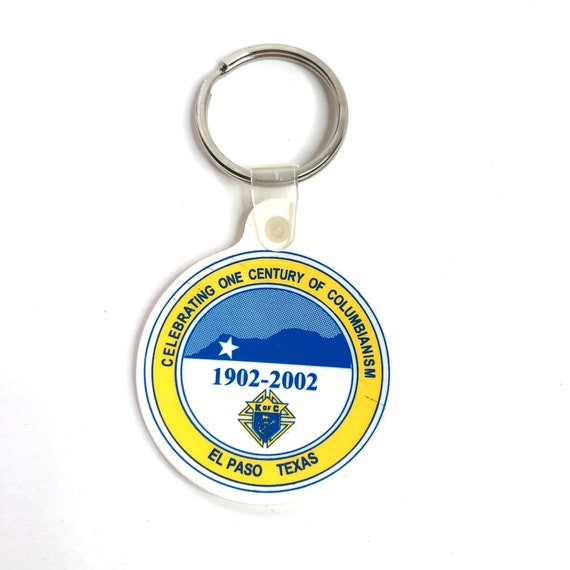 CELEBRATING ONE CENTURY OF COLUMBIANISM
1902-2002
K OF C
EL PASO TEXAS